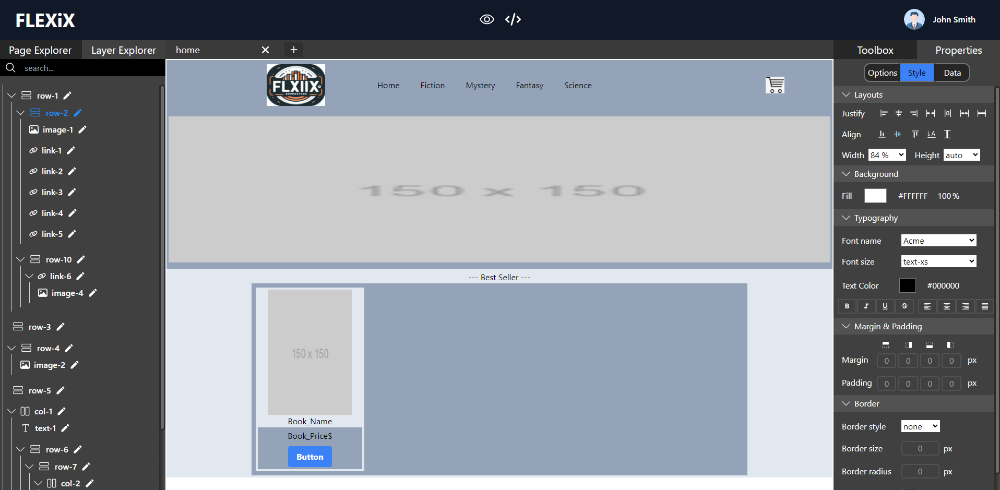 FLEXiX
John Smith
Page Explorer
Layer Explorer
home
Toolbox
Properties
search...
row-1
row-2
image-1
link-1
link-2
link-3
link-4
link-5
row-10
link-6
image-4
row-3
row-4
image-2
row-5
col-1
text-1
row-6
row-7
col-2
FLXIIX
BOOOKSTORE
Home
Fiction
Mystery
Fantasy
Science
150 x 150
--- Best Seller ---
150 x 150
Book_Name
Book_Price$
Button
Options
Style
Data
Layouts
Justify
Align
Width 84 % Height auto
Background
Fill #FFFFFF 100 %
Typography
Font name Acme
Font size text-xs
Text Color #000000
B I U S
Margin & Padding
Margin 0 0 0 0 px
Padding 0 0 0 0 px
Border
Border style none
Border size 0 px
Border radius 0 px